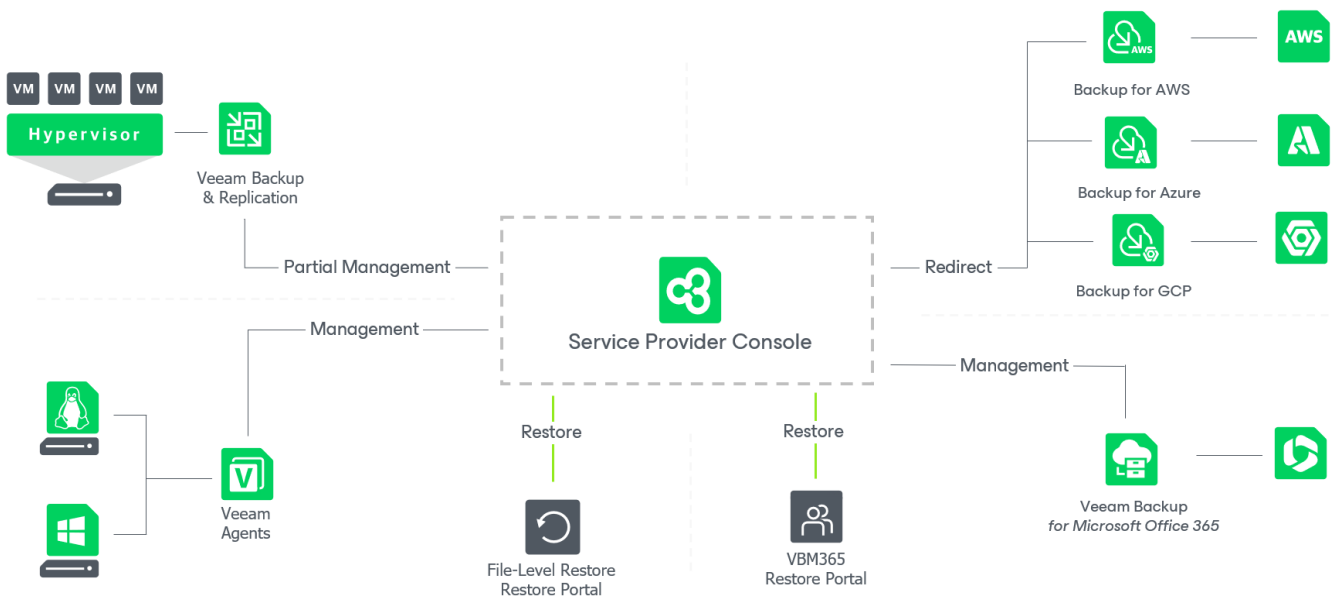 VM VM VM VM
Hypervisor
Veeam Backup
& Replication
Partial Management
Management
Veeam
Agents
Service Provider Console
Restore
File-Level Restore
Restore Portal
Restore
VBM365
Restore Portal
Redirect
AWS
Backup for AWS
AWS
Backup for Azure
Backup for GCP
Management
Veeam Backup
for Microsoft Office 365
V